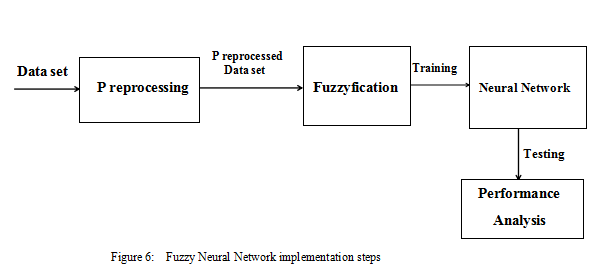 Data set
P reprocessing
P reprocessed
Data set
Fuzzyfication
Training
Neural Network
Testing
Performance
Analysis
Figure 6: Fuzzy Neural Network implementation steps